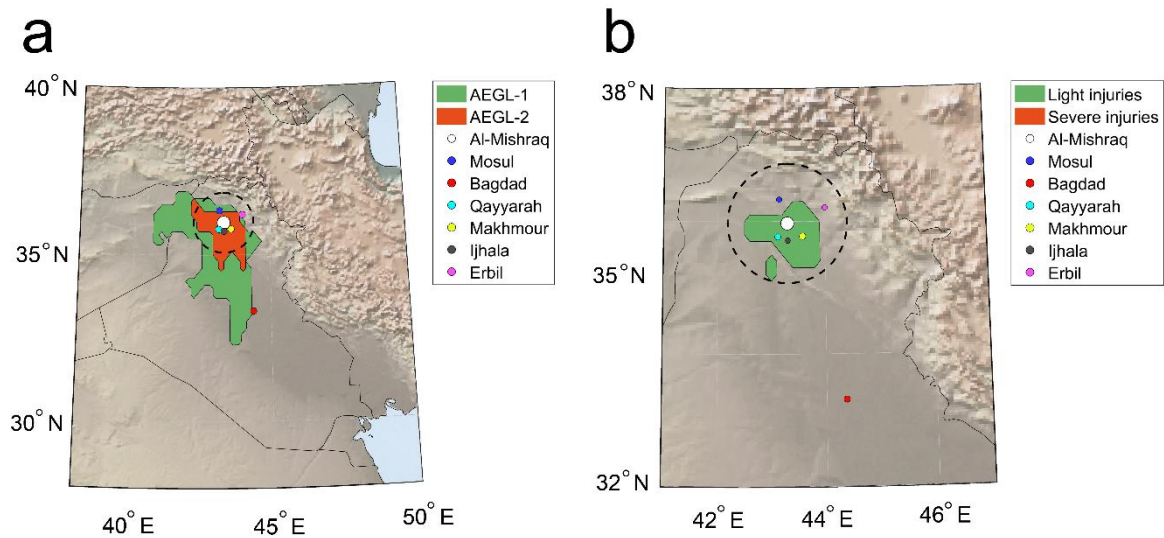 a
40° N
35° N
30° N
40° E
45° E
50° E
AEGL-1
AEGL-2
Al-Mishraq
Mosul
Bagdad
Qayyarah
Makhmour
Ijhala
Erbil
b
38° N
35° N
32° N
42° E
44° E
46° E
Light injuries
Severe injuries
Al-Mishraq
Mosul
Bagdad
Qayyarah
Makhmour
Ijhala
Erbil